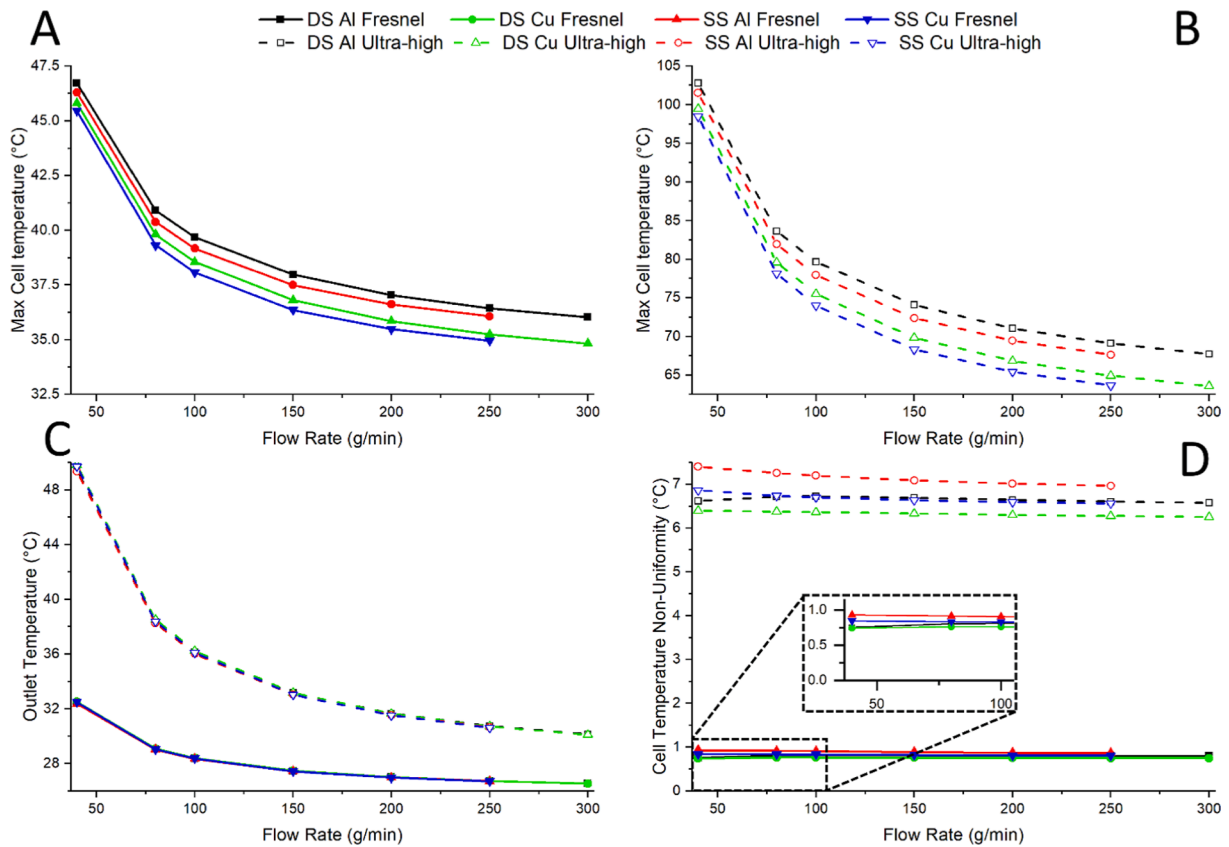 A
DS Al Fresnel DS Cu Fresnel SS Al Fresnel SS Cu Fresnel
DS Al Ultra-high DS Cu Ultra-high SS Al Ultra-high SS Cu Ultra-high
B
47.5
45.0
42.5
40.0
37.5
35.0
32.5
Max Cell temperature (°C)
50 100 150 200 250 300
Flow Rate (g/min)
105
100
95
90
85
80
75
70
65
Max Cell temperature (°C)
50 100 150 200 250 300
Flow Rate (g/min)
C
48
44
40
36
32
28
Outlet Temperature (°C)
50 100 150 200 250 300
Flow Rate (g/min)
D
7
6
5
4
3
2
1
0
Cell Temperature Non-Uniformity (°C)
1.0
0.5
0.0
50 100
50 100 150 200 250 300
Flow Rate (g/min)